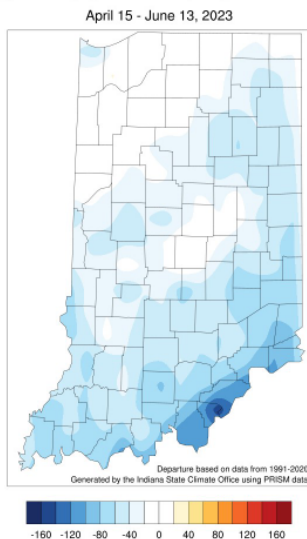 April 15 - June 13, 2023
Departure based on data from 1991-2020
Generated by the Indiana State Climate Office using PRISM data
-160 -120 -80 -40 0 40 80 120 160